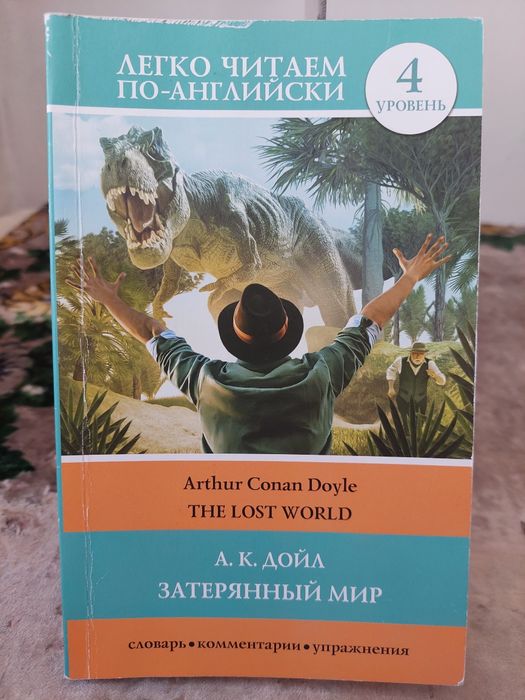 ЛЕГКО ЧИТАЕМ
ПО-АНГЛИЙСКИ
4
УРОВЕНЬ
Arthur Conan Doyle
THE LOST WORLD
А. К. ДОЙЛ
ЗАТЕРЯННЫЙ МИР
словарь • комментарии • упражнения